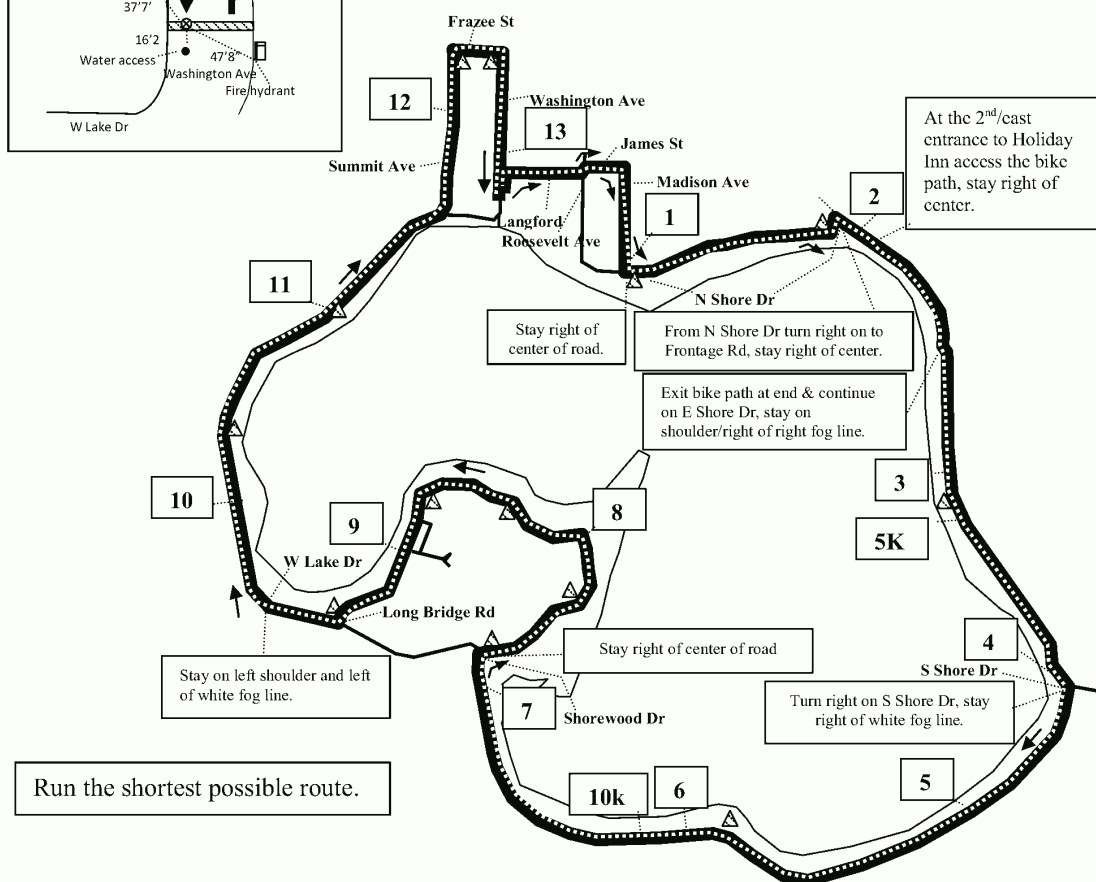 37'7'
16'2
Water access
47'8"
Washington Ave
Fire hydrant
W Lake Dr
Frazee St
12
Washington Ave
13
James St
Summit Ave
Madison Ave
Langford
Roosevelt Ave
1
2
At the 2nd/east
entrance to Holiday
Inn access the bike
path, stay right of
center.
11
N Shore Dr
Stay right of
center of road.
From N Shore Dr turn right on to
Frontage Rd, stay right of center.
Exit bike path at end & continue
on E Shore Dr, stay on
shoulder/right of right fog line.
3
10
8
9
5K
W Lake Dr
Long Bridge Rd
Stay right of center of road
4
S Shore Dr
Stay on left shoulder and left
of white fog line.
Turn right on S Shore Dr, stay
right of white fog line.
7
Shorewood Dr
Run the shortest possible route.
10k
6
5